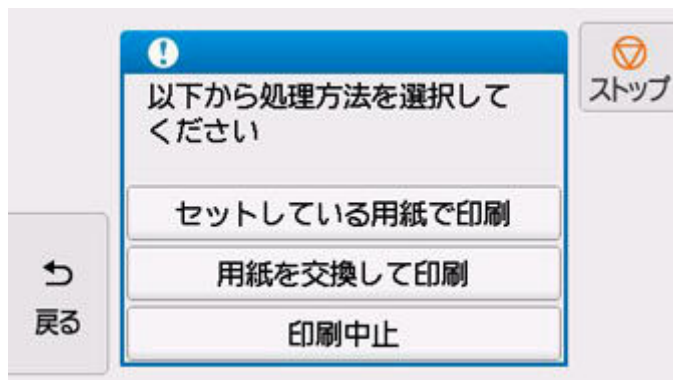 以下から処理方法を選択して
ください
セットしている用紙で印刷
用紙を交換して印刷
印刷中止
戻る
ストップ